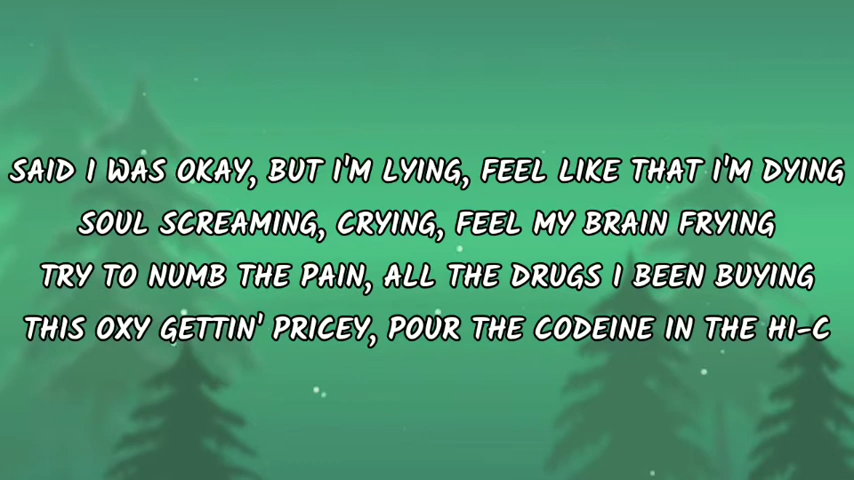 SAID I WAS OKAY, BUT I'M LYING, FEEL LIKE THAT I'M DYING
SOUL SCREAMING, CRYING, FEEL MY BRAIN FRYING
TRY TO NUMB THE PAIN, ALL THE DRUGS I BEEN BUYING
THIS OXY GETTIN' PRICEY, POUR THE CODEINE IN THE HI-C